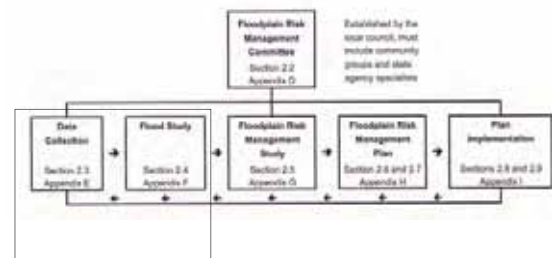 Floodplain Risk
Management
Committee
Section 2.2
Appendix D
Established by the
local council, must
include community
groups and state
agency specialists
Data
Collection
Section 2.3
Appendix E
Flood Study
Section 2.4
Appendix F
Floodplain Risk
Management
Study
Section 2.5
Appendix G
Floodplain Risk
Management
Plan
Section 2.6 and 2.7
Appendix H
Plan
Implementation
Sections 2.8 and 2.9
Appendix I